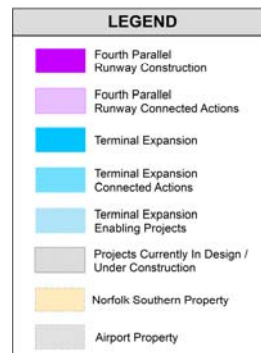 LEGEND
Fourth Parallel
Runway Construction
Fourth Parallel
Runway Connected Actions
Terminal Expansion
Terminal Expansion
Connected Actions
Terminal Expansion
Enabling Projects
Projects Currently In Design /
Under Construction
Norfolk Southern Property
Airport Property